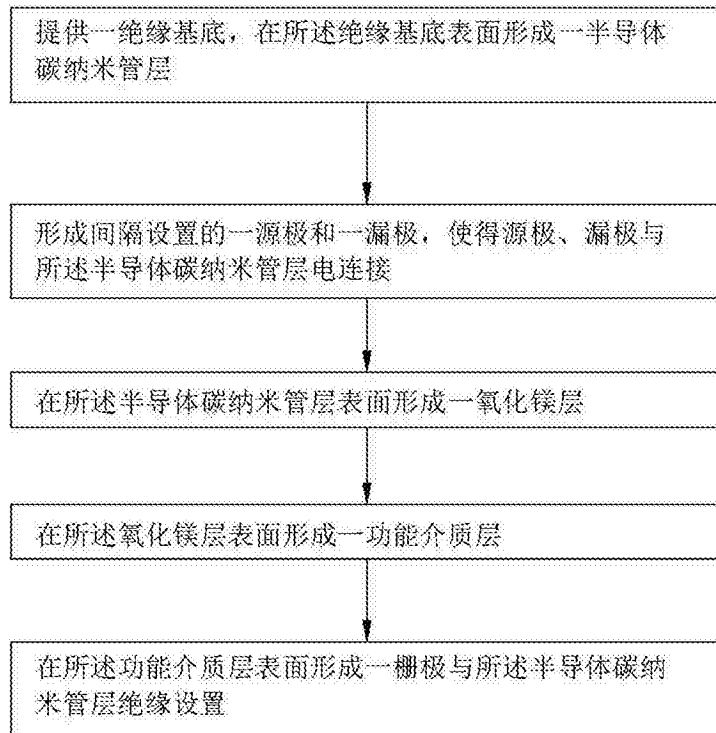 提供一绝缘基底，在所述绝缘基底表面形成一半导体
碳纳米管层
形成间隔设置的一源极和一漏极，使得源极、漏极与
所述半导体碳纳米管层电连接
在所述半导体碳纳米管层表面形成一氧化镁层
在所述氧化镁层表面形成一功能介质层
在所述功能介质层表面形成一栅极与所述半导体碳纳
米管层绝缘设置